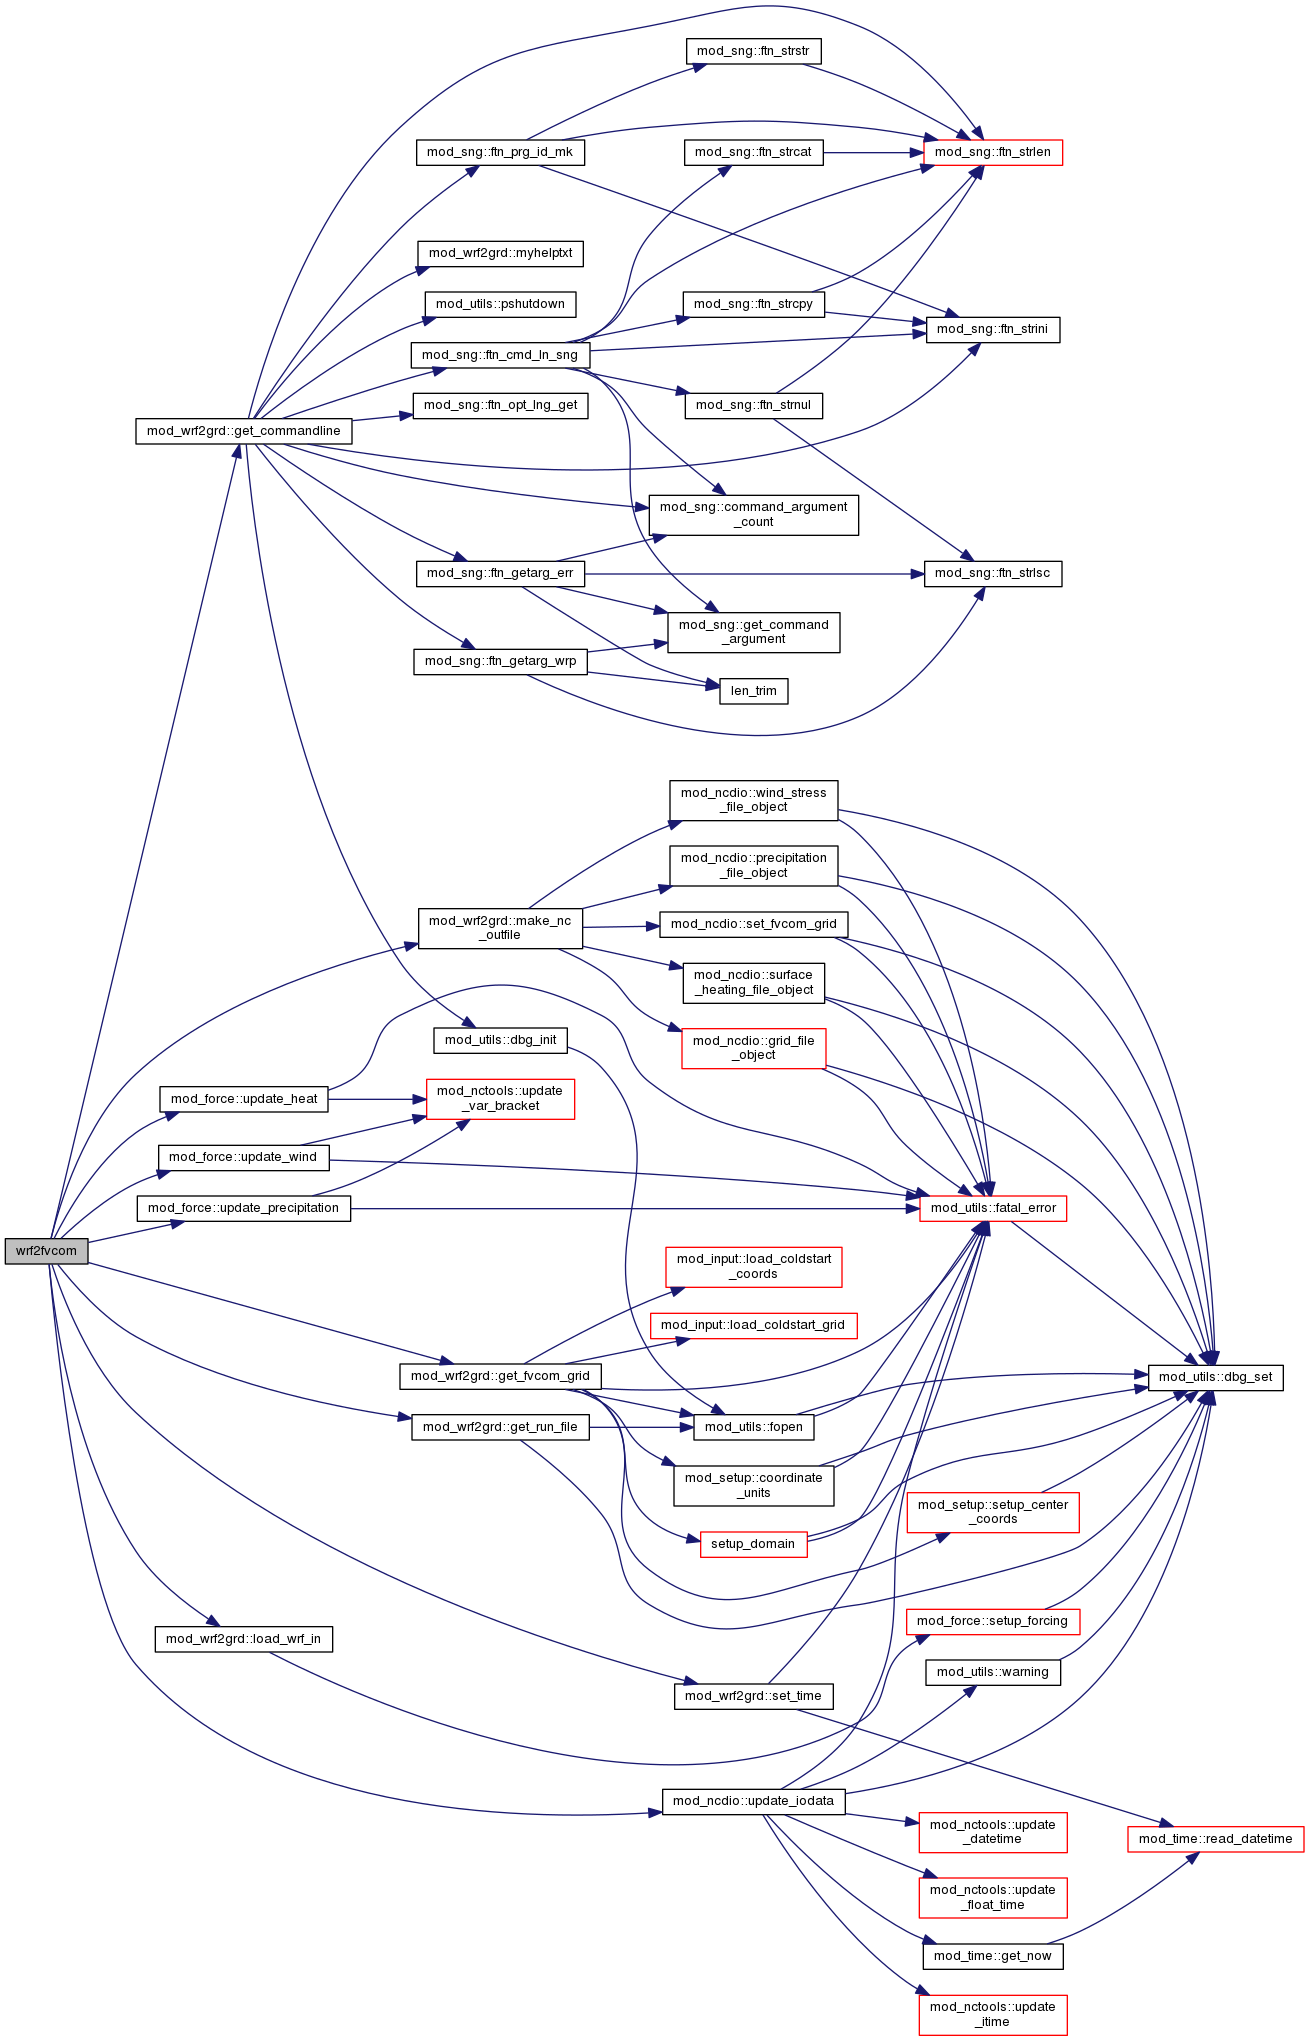 mod_sng::ftn_strstr
mod_sng::ftn_prg_id_mk
mod_sng::ftn_strcat
mod_sng::ftn_strlen
mod_wrf2grd::myhelptxt
mod_utils::pshutdown
mod_sng::ftn_strcpy
mod_sng::ftn_strini
mod_sng::ftn_cmd_ln_sng
mod_sng::ftn_opt_lng_get
mod_sng::ftn_strnul
mod_wrf2grd::get_commandline
mod_sng::command_argument
_count
mod_sng::ftn_getarg_err
mod_sng::ftn_strlsc
mod_sng::get_command
_argument
mod_sng::ftn_getarg_wrp
len_trim
mod_ncdio::wind_stress
_file_object
mod_ncdio::precipitation
_file_object
mod_wrf2grd::make_nc
_outfile
mod_ncdio::set_fvcom_grid
mod_ncdio::surface
_heating_file_object
mod_utils::dbg_init
mod_ncdio::grid_file
_object
mod_force::update_heat
mod_nctools::update
_var_bracket
mod_force::update_wind
mod_force::update_precipitation
mod_utils::fatal_error
wrf2fvcom
mod_input::load_coldstart
_coords
mod_input::load_coldstart_grid
mod_wrf2grd::get_fvcom_grid
mod_utils::dbg_set
mod_wrf2grd::get_run_file
mod_utils::fopen
mod_setup::coordinate
_units
mod_setup::setup_center
_coords
setup_domain
mod_force::setup_forcing
mod_wrf2grd::load_wrf_in
mod_utils::warning
mod_wrf2grd::set_time
mod_ncdio::update_iodata
mod_nctools::update
_datetime
mod_time::read_datetime
mod_nctools::update
_float_time
mod_time::get_now
mod_nctools::update
_itime